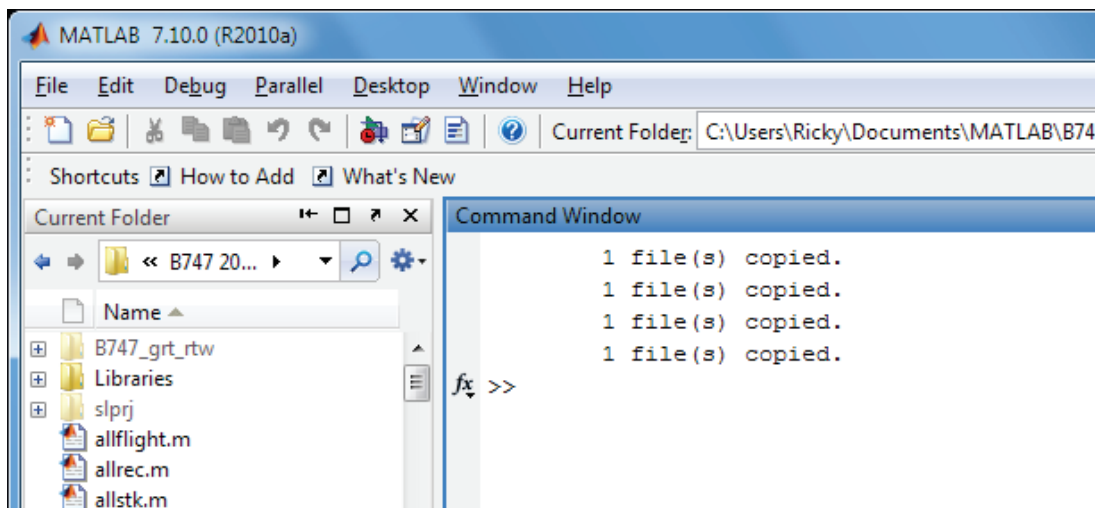 MATLAB 7.10.0 (R2010a)
File Edit Debug Parallel Desktop Window Help
Current Folder: C:\Users\Ricky\Documents\MATLAB\B74
Shortcuts How to Add What's New
Current Folder
Command Window
« B747 20...
Name
B747_grt_rtw
Libraries
slprj
allflight.m
allrec.m
allstk.m
1 file(s) copied.
1 file(s) copied.
1 file(s) copied.
1 file(s) copied.
fx >>